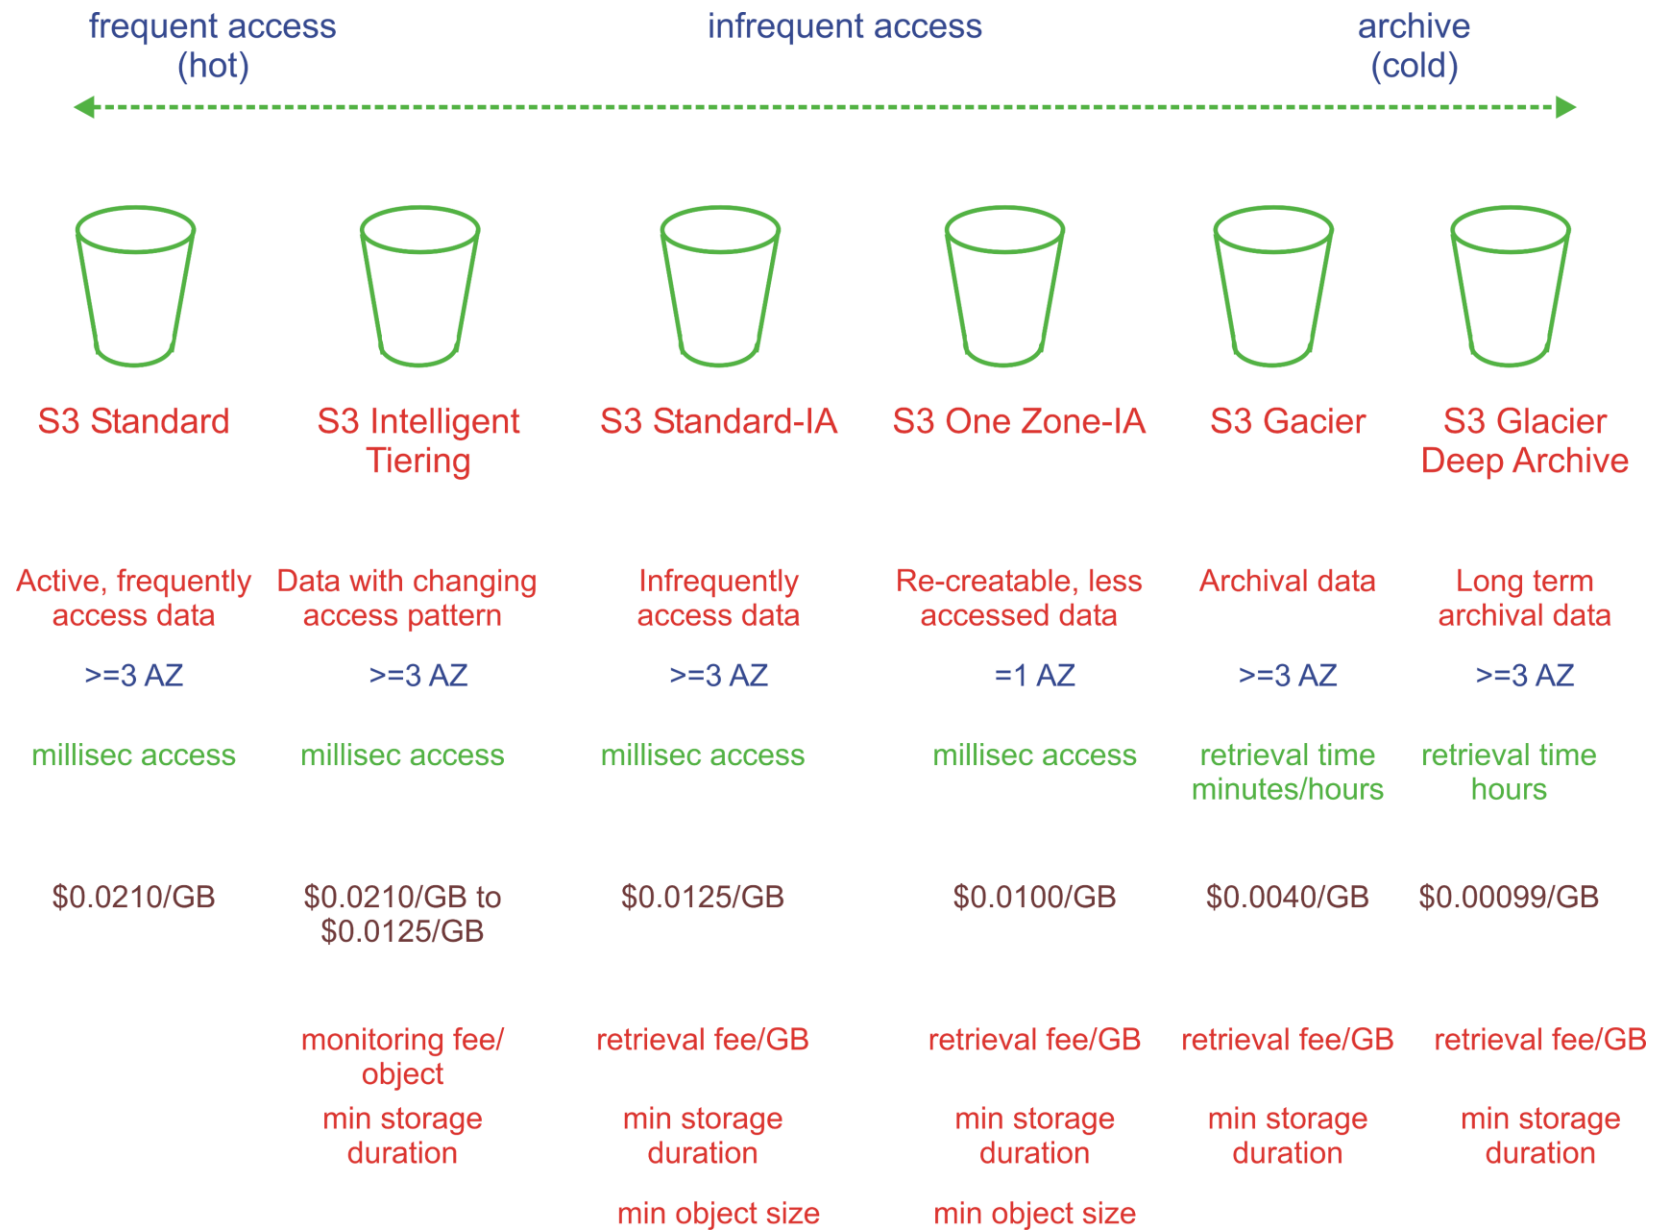 frequent access
(hot)
infrequent access
archive
(cold)
S3 Standard
S3 Intelligent
Tiering
S3 Standard-IA
S3 One Zone-IA
S3 Gacier
S3 Glacier
Deep Archive
Active, frequently
access data
Data with changing
access pattern
Infrequently
access data
Re-creatable, less
accessed data
Archival data
Long term
archival data
>=3 AZ
>=3 AZ
>=3 AZ
=1 AZ
>=3 AZ
>=3 AZ
millisec access
millisec access
millisec access
millisec access
retrieval time
minutes/hours
retrieval time
hours
$0.0210/GB
$0.0210/GB to
$0.0125/GB
$0.0125/GB
$0.0100/GB
$0.0040/GB
$0.00099/GB
monitoring fee/
object
retrieval fee/GB
retrieval fee/GB
retrieval fee/GB
retrieval fee/GB
min storage
duration
min storage
duration
min storage
duration
min storage
duration
min storage
duration
min object size
min object size